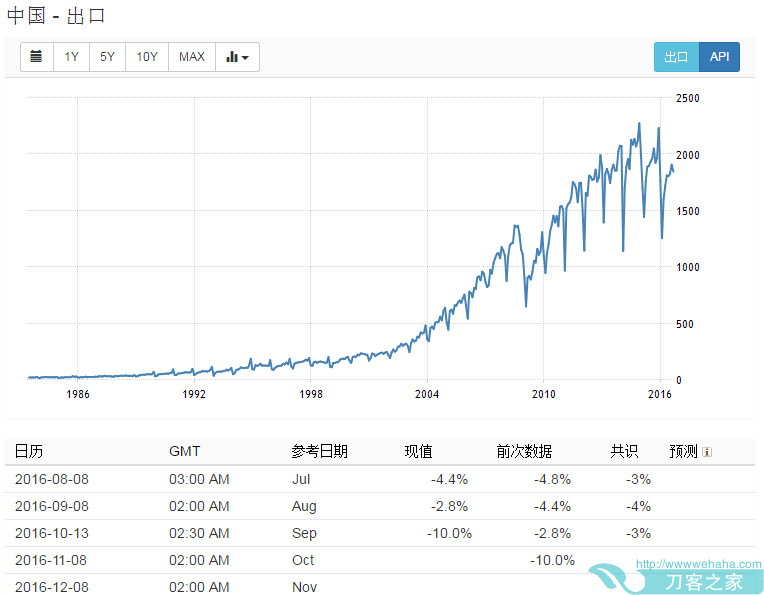 中国 - 出口
1Y 5Y 10Y MAX 出口 API
2500
2000
1500
1000
500
0
1986 1992 1998 2004 2010 2016
日历 GMT 参考日期 现值 前次数据 共识 预测
2016-08-08 03:00 AM Jul -4.4% -4.8% -3%
2016-09-08 02:00 AM Aug -2.8% -4.4% -4%
2016-10-13 02:30 AM Sep -10.0% -2.8% -3%
2016-11-08 02:00 AM Oct -10.0%
http://www.wehaha.com
刀客之家
2016-12-08 02:00 AM Nov